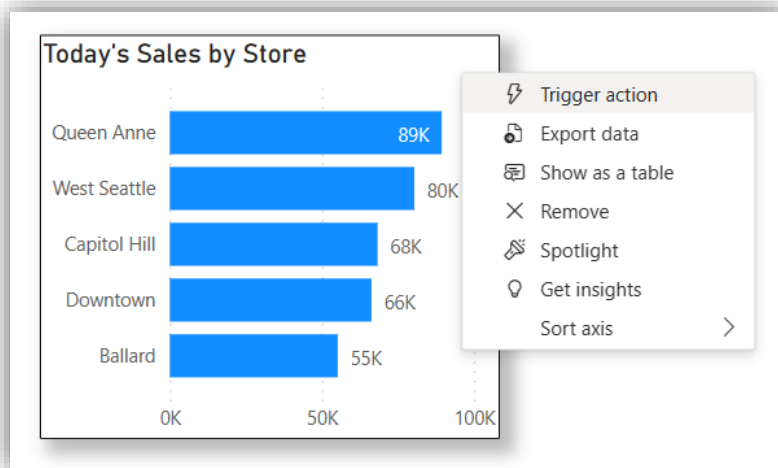 Today's Sales by Store
Queen Anne
89K
West Seattle
80K
Capitol Hill
68K
Downtown
66K
Ballard
55K
0K
50K
100K
Trigger action
Export data
Show as a table
Remove
Spotlight
Get insights
Sort axis